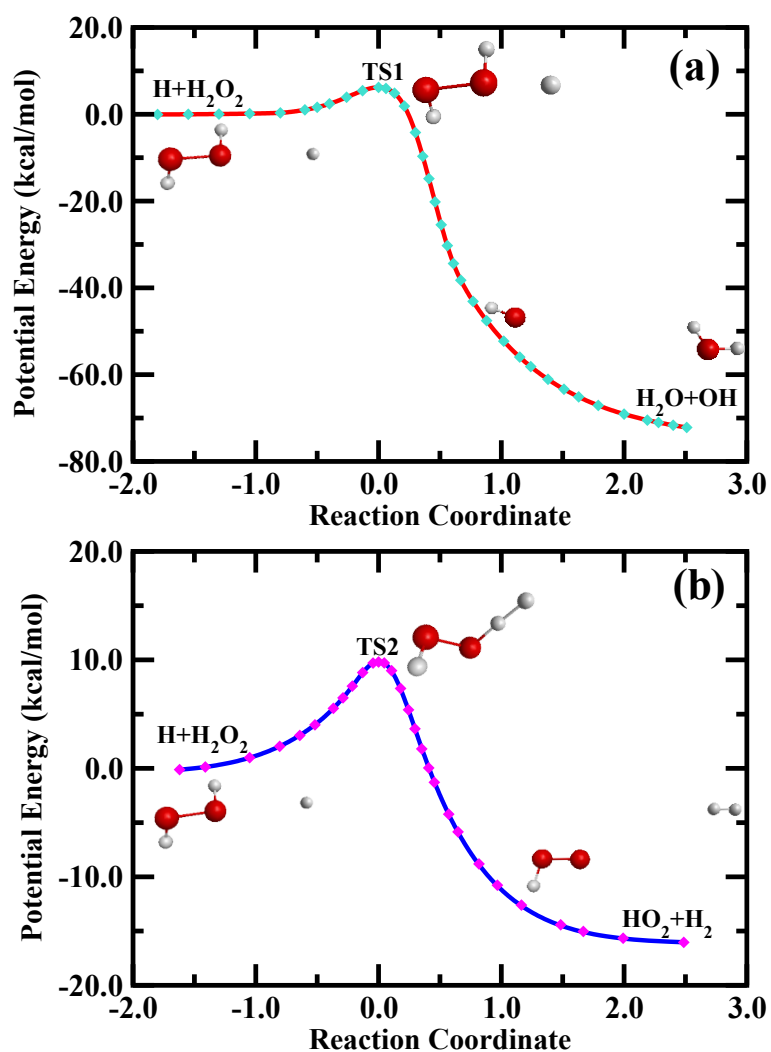 20.0
(a)
TS1
H+H₂O₂
0.0
-20.0
-40.0
-60.0
H₂O+OH
-80.0
-2.0 -1.0 0.0 1.0 2.0 3.0
Reaction Coordinate
Potential Energy (kcal/mol)
20.0
(b)
TS2
10.0
H+H₂O₂
0.0
-10.0
HO₂+H₂
-20.0
-2.0 -1.0 0.0 1.0 2.0 3.0
Reaction Coordinate
Potential Energy (kcal/mol)